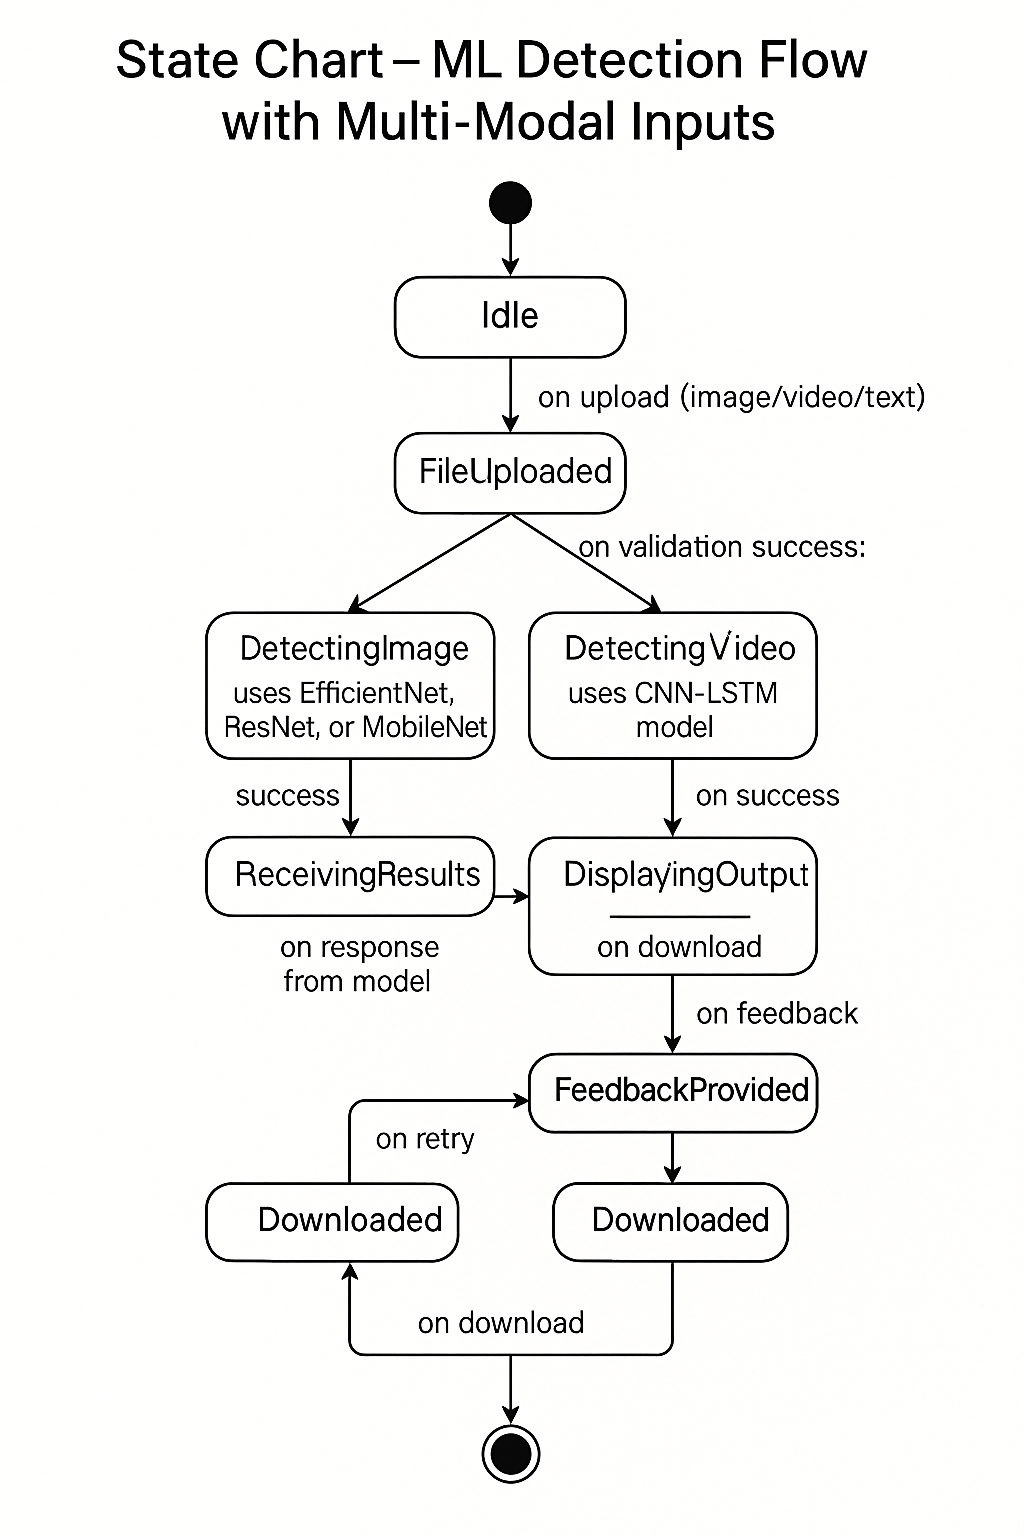 State Chart – ML Detection Flow
with Multi-Modal Inputs
Idle
on upload (image/video/text)
FileUploaded
on validation success:
DetectingImage
uses EfficientNet,
ResNet, or MobileNet
DetectingVideo
uses CNN-LSTM
model
success
on success
ReceivingResults
DisplayingOutput
on download
on response
from model
on feedback
FeedbackProvided
on retry
Downloaded
Downloaded
on download